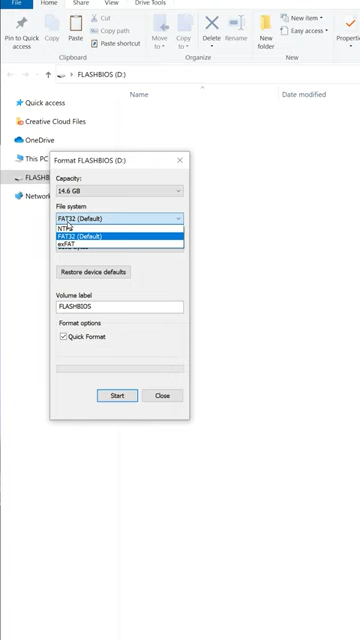 File
Home
Share
View
Drive Tools
Pin to Quick
access
Copy
Paste
Cut
Copy path
Paste shortcut
Clipboard
Move
to
Copy
to
Delete
Rename
Organize
New
folder
New item
Easy access
New
Properties
FLASHBIOS (D:)
Name
Date modified
Quick access
Creative Cloud Files
OneDrive
This PC
FLASHB
Network
Format FLASHBIOS (D:)
Capacity:
14.6 GB
File system
FAT32 (Default)
NTFS
FAT32 (Default)
exFAT
Restore device defaults
Volume label
FLASHBIOS
Format options
Quick Format
Start
Close